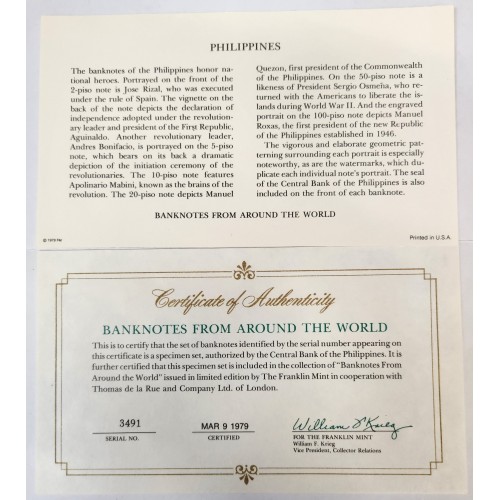 PHILIPPINES
The banknotes of the Philippines honor na-
tional heroes. Portrayed on the front of the
2-piso note is Jose Rizal, who was executed
under the rule of Spain. The vignette on the
back of the note depicts the declaration of
independence adopted under the revolution-
ary leader and president of the First Republic,
Aguinaldo. Another revolutionary leader,
Andres Bonifacio, is portrayed on the 5-piso
note, which bears on its back a dramatic
depiction of the initiation ceremony of the
revolutionaries. The 10-piso note features
Apolinario Mabini, known as the brains of the
revolution. The 20-piso note depicts Manuel
Quezon, first president of the Commonwealth
of the Philippines. On the 50-piso note is a
likeness of President Sergio Osmeña, who re-
turned with the Americans to liberate the is-
lands during World War II. And the engraved
portrait on the 100-piso note depicts Manuel
Roxas, the first president of the new Republic
of the Philippines established in 1946.
The vigorous and elaborate geometric pat-
terning surrounding each portrait is especially
noteworthy, as are the watermarks, which du-
plicate each individual note's portrait. The seal
of the Central Bank of the Philippines is also
included on the front of each banknote.
BANKNOTES FROM AROUND THE WORLD
© 1979 FM
Printed in U.S.A.
Certificate of Authenticity
BANKNOTES FROM AROUND THE WORLD
This is to certify that the set of banknotes identified by the serial number appearing on
this certificate is a specimen set, authorized by the Central Bank of the Philippines. It is
further certified that this specimen set is included in the collection of "Banknotes From
Around the World" issued in limited edition by The Franklin Mint in cooperation with
Thomas de la Rue and Company Ltd. of London.
3491
SERIAL NO.
MAR 9 1979
CERTIFIED
William F. Krieg
FOR THE FRANKLIN MINT
William F. Krieg
Vice President, Collector Relations